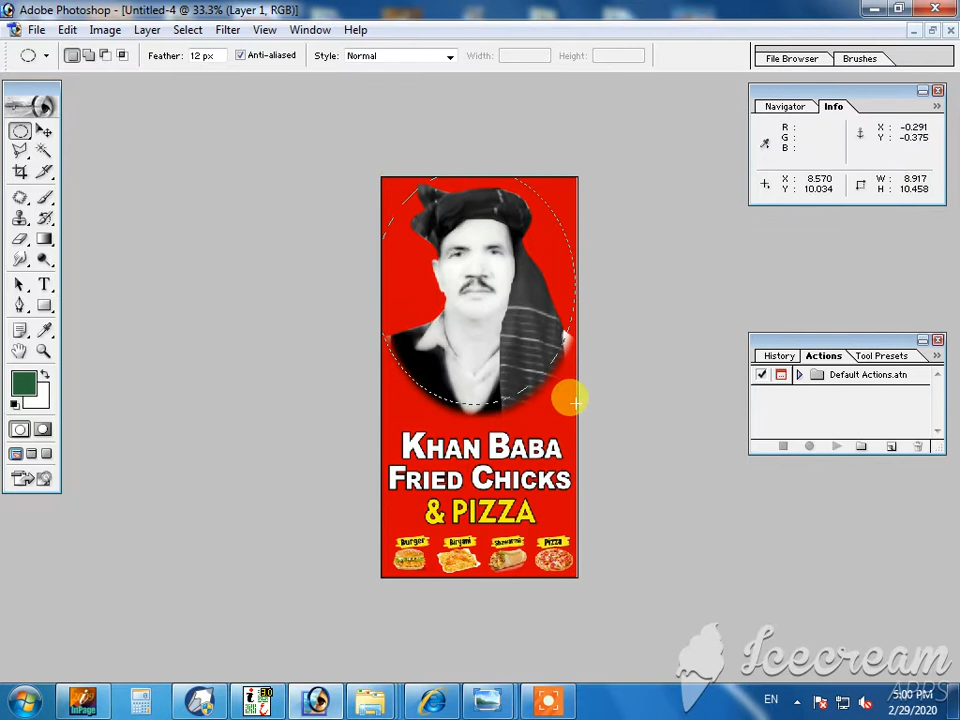 Adobe Photoshop - [Untitled-4 @ 33.3% (Layer 1, RGB)]
File Edit Image Layer Select Filter View Window Help
Feather: 12 px Anti-aliased Style: Normal Width: Height: File Browser Brushes
Navigator Info
R : X : -0.291
G : Y : -0.375
B :
X : 8.570 W : 8.917
Y : 10.034 H : 10.458
History Actions Tool Presets
Default Actions.atn
KHAN BABA
FRIED CHICKS
& PIZZA
Burger Biryani Shawarma Pizza
Icecream
APPS
InPage EN 5:00 PM
2/29/2020